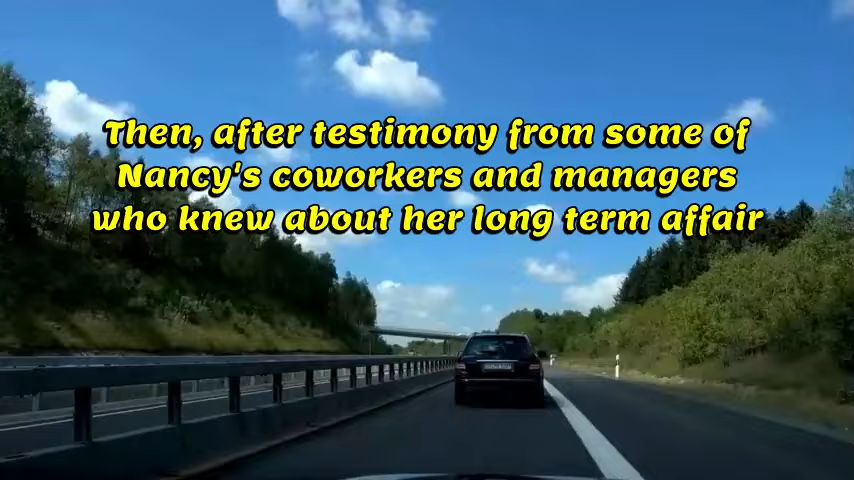 Then, after testimony from some of
Nancy's coworkers and managers
who knew about her long term affair